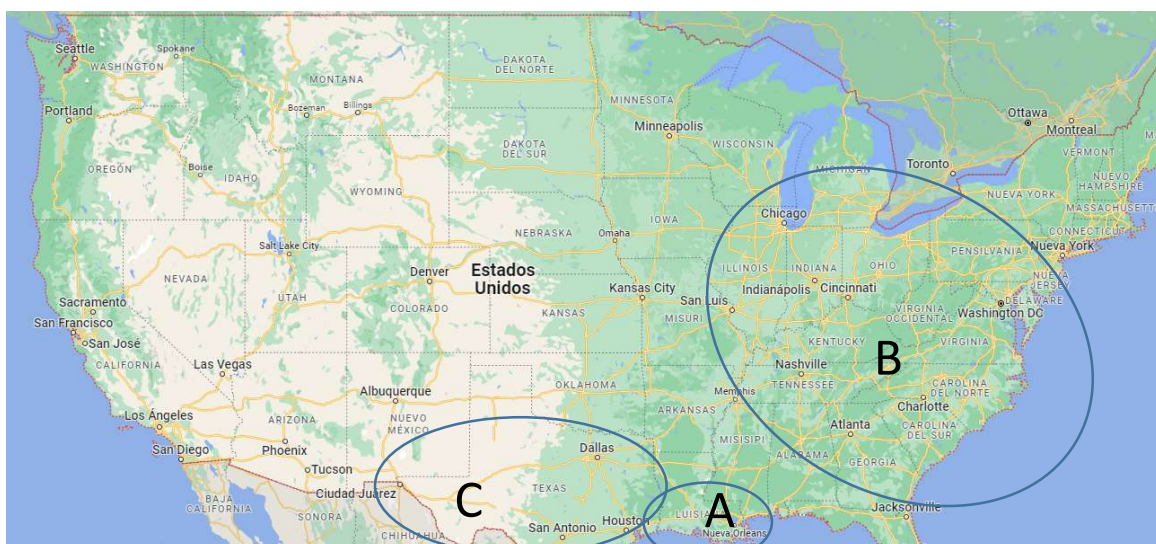 Seattle
Spokane
WASHINGTON
MONTANA
DAKOTA
DEL NORTE
MINNESOTA
Ottawa
Montreal
Portland
Bozeman
Billings
Minneapolis
DAKOTA
DEL SUR
WISCONSIN
MICHIGAN
Toronto
VERMONT
NUEVO
HAMPSHIRE
OREGÓN
Boise
IDAHO
WYOMING
NUEVA YORK
MASSACHUSETTS
Chicago
IOWA
CONNECTICUT
NEBRASKA
Omaha
Salt Lake City
PENSILVANIA
Nueva York
Denver
Estados
Unidos
ILLINOIS
INDIANA
OHIO
NEVADA
UTAH
Kansas City
Indianápolis
Cincinnati
NUEVA
JERSEY
Sacramento
COLORADO
KANSAS
San Luis
MISURI
VIRGINIA
OCCIDENTAL
DELAWARE
Washington DC
San Francisco
San José
CALIFORNIA
KENTUCKY
VIRGINIA
B
Las Vegas
Nashville
TENNESSEE
Albuquerque
OKLAHOMA
Memphis
CAROLINA
DEL NORTE
Charlotte
Los Ángeles
ARIZONA
NUEVO
MÉXICO
ARKANSAS
Atlanta
CAROLINA
DEL SUR
San Diego
Phoenix
Dallas
MISISIPI
ALABAMA
GEORGIA
Tucson
Ciudad Juárez
TEXAS
C
A
BAJA
CALIFORNIA
SONORA
CHIHUAHUA
San Antonio
Houston
LUISIA
Nueva Orleans
Jacksonville